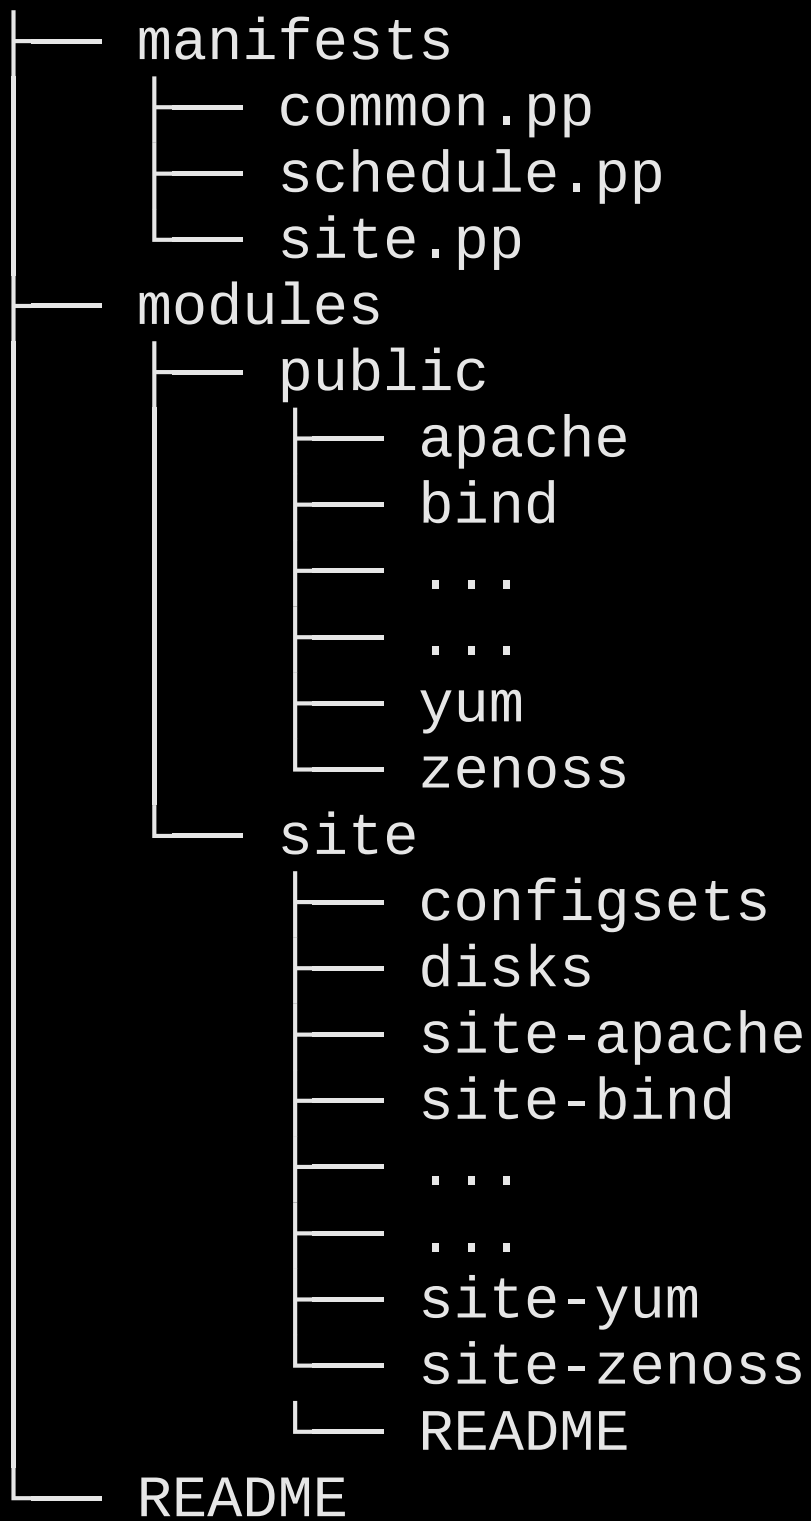 ├── manifests
│   ├── common.pp
│   ├── schedule.pp
│   └── site.pp
├── modules
│   ├── public
│   │   ├── apache
│   │   ├── bind
│   │   ├── ...
│   │   ├── ...
│   │   ├── yum
│   │   └── zenoss
│   └── site
│       ├── configsets
│       ├── disks
│       ├── site-apache
│       ├── site-bind
│       ├── ...
│       ├── ...
│       ├── site-yum
│       └── site-zenoss
│       └── README
└── README